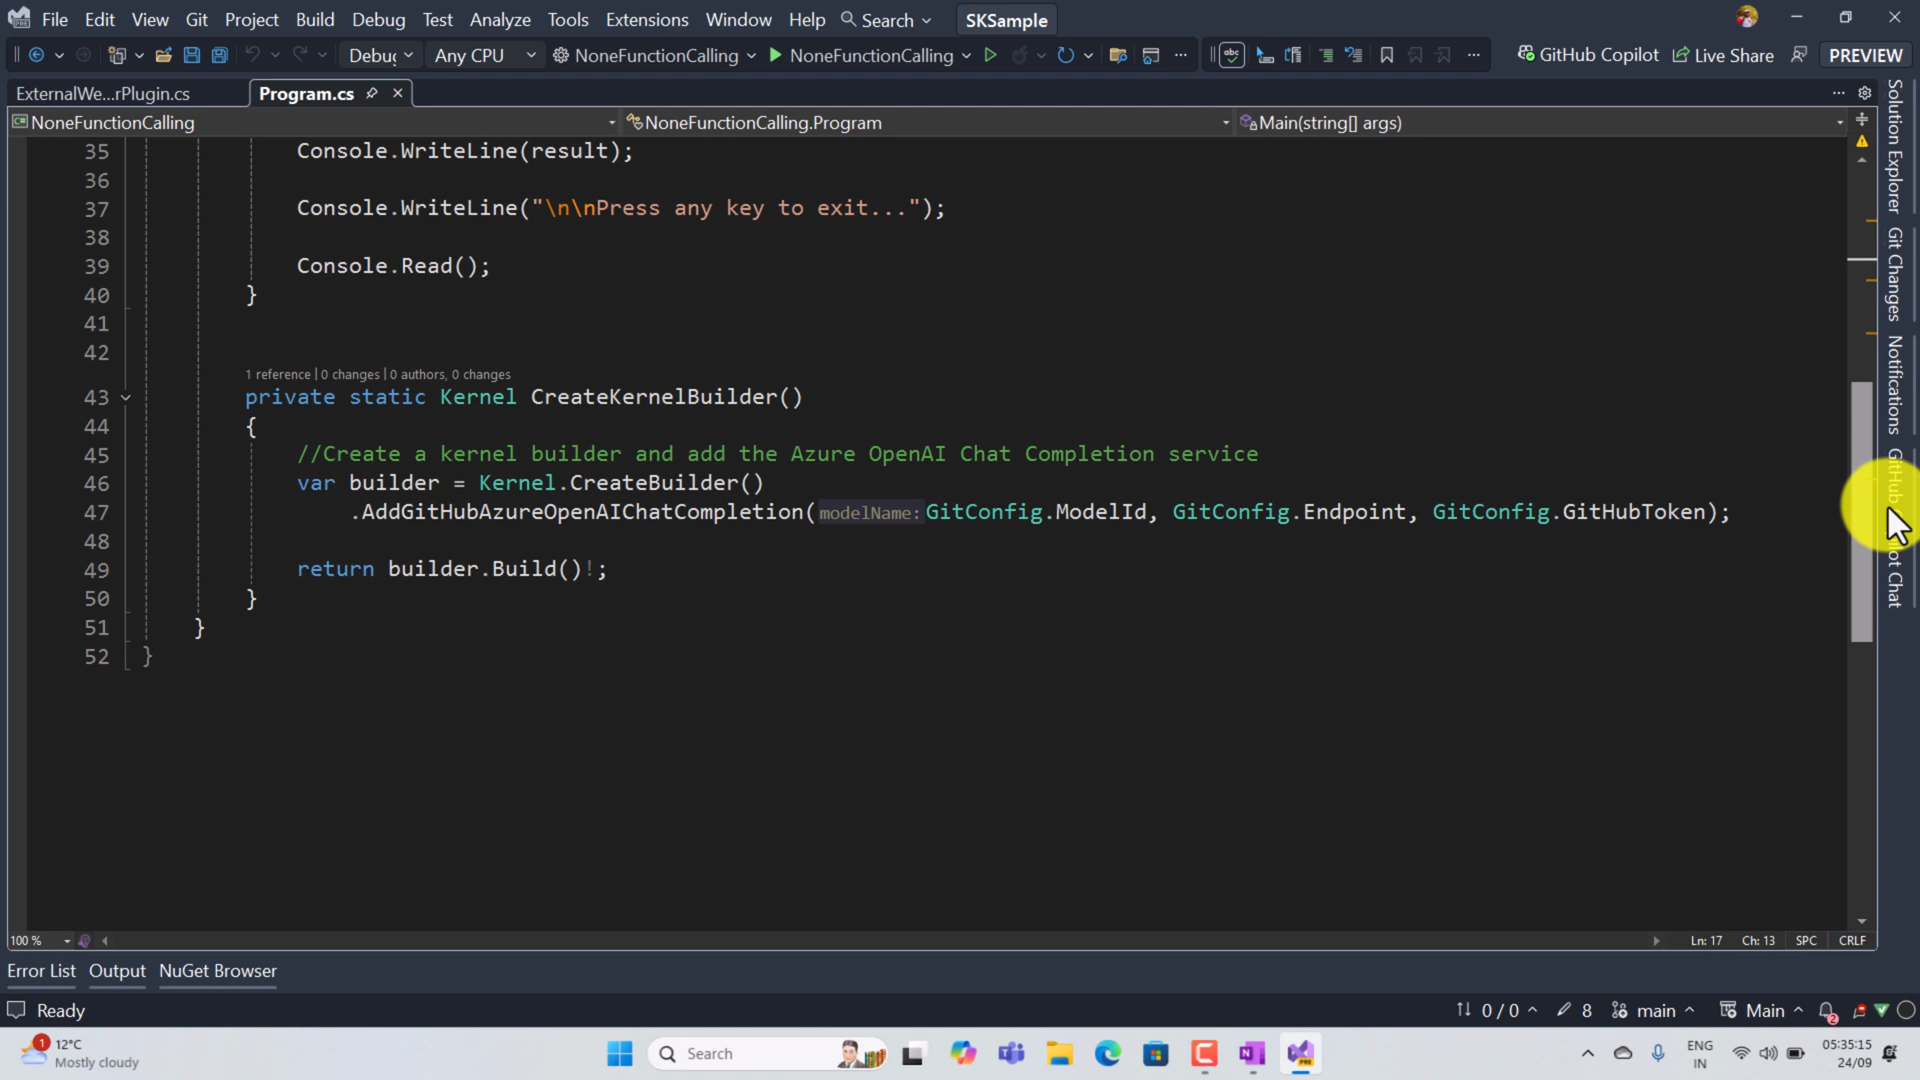 File Edit View Git Project Build Debug Test Analyze Tools Extensions Window Help Search SKSample
Debug Any CPU NoneFunctionCalling NoneFunctionCalling GitHub Copilot Live Share PREVIEW
ExternalWe...rPlugin.cs Program.cs
NoneFunctionCalling NoneFunctionCalling.Program Main(string[] args)
35 Console.WriteLine(result);
36
37 Console.WriteLine("\n\nPress any key to exit...");
38
39 Console.Read();
40 }
41
42
1 reference | 0 changes | 0 authors, 0 changes
43 private static Kernel CreateKernelBuilder()
44 {
45 //Create a kernel builder and add the Azure OpenAI Chat Completion service
46 var builder = Kernel.CreateBuilder()
47 .AddGitHubAzureOpenAIChatCompletion(modelName:GitConfig.ModelId, GitConfig.Endpoint, GitConfig.GitHubToken);
48
49 return builder.Build()!;
50 }
51 }
52 }
Solution Explorer
Git Changes
Notifications
Chat
100 % Ln: 17 Ch: 13 SPC CRLF
Error List Output NuGet Browser
Ready 0 / 0 8 main Main 2
1 12°C
Mostly cloudy
Search
ENG
IN
05:35:15
24/09